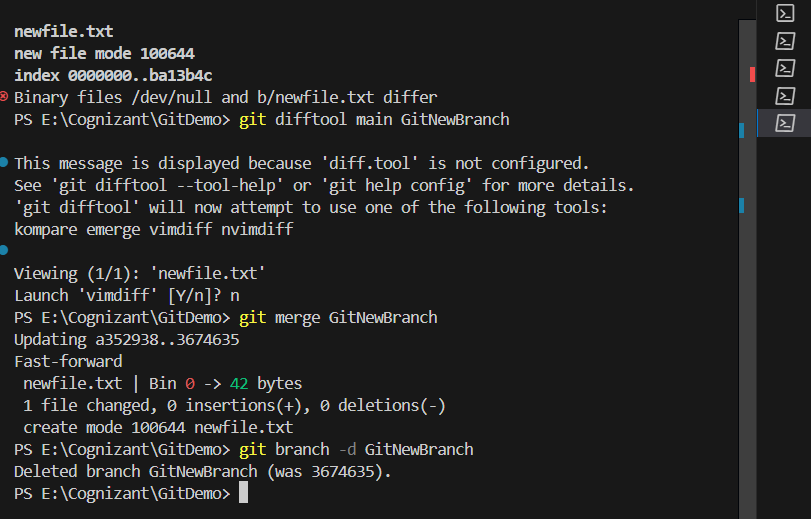 newfile.txt
new file mode 100644
index 0000000..ba13b4c
Binary files /dev/null and b/newfile.txt differ
PS E:\Cognizant\GitDemo> git difftool main GitNewBranch
This message is displayed because 'diff.tool' is not configured.
See 'git difftool --tool-help' or 'git help config' for more details.
'git difftool' will now attempt to use one of the following tools:
kompare emerge vimdiff nvimdiff
Viewing (1/1): 'newfile.txt'
Launch 'vimdiff' [Y/n]? n
PS E:\Cognizant\GitDemo> git merge GitNewBranch
Updating a352938..3674635
Fast-forward
 newfile.txt | Bin 0 -> 42 bytes
 1 file changed, 0 insertions(+), 0 deletions(-)
 create mode 100644 newfile.txt
PS E:\Cognizant\GitDemo> git branch -d GitNewBranch
Deleted branch GitNewBranch (was 3674635).
PS E:\Cognizant\GitDemo>